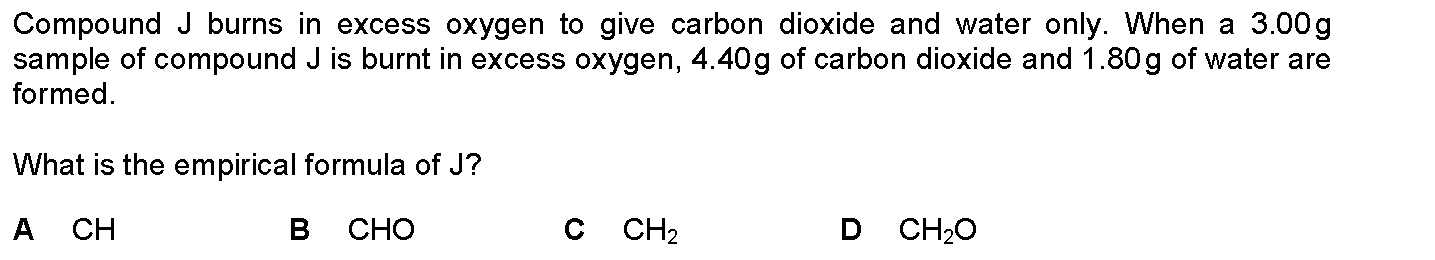 Compound J burns in excess oxygen to give carbon dioxide and water only. When a 3.00 g
sample of compound J is burnt in excess oxygen, 4.40 g of carbon dioxide and 1.80 g of water are
formed.
What is the empirical formula of J?
A CH B CHO C CH₂ D CH₂O